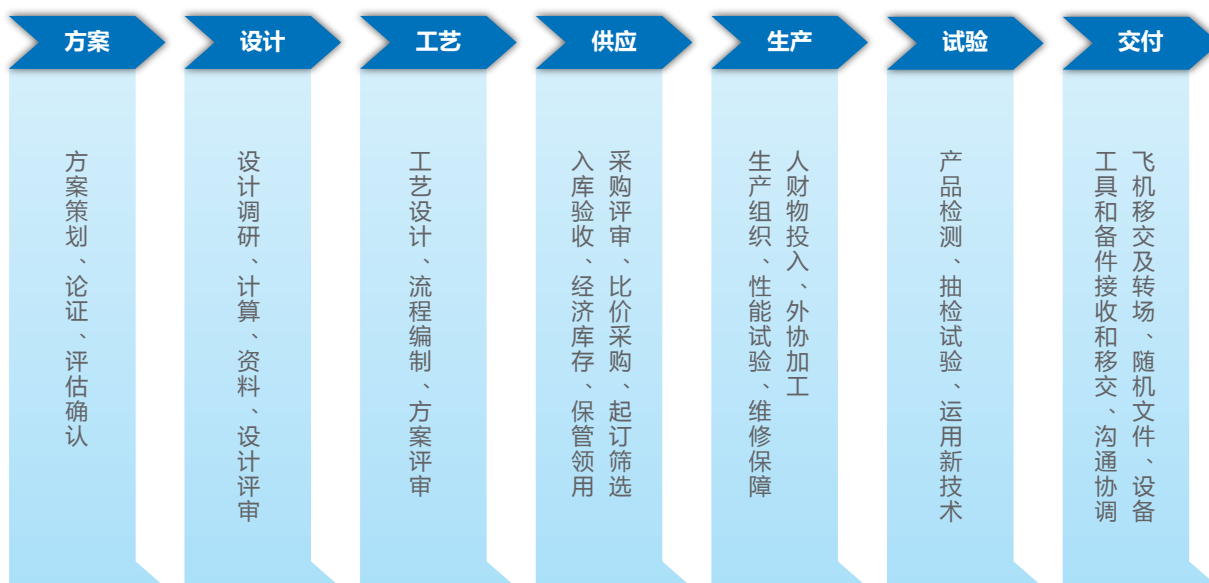 方案
设计
工艺
供应
生产
试验
交付
方案策划、论证、评估确认
设计调研、计算、资料、设计评审
工艺设计、流程编制、方案评审
采购评审、比价采购、起订筛选
入库验收、经济库存、保管领用
人财物投入、外协加工
生产组织、性能试验、维修保障
产品检测、抽检试验、运用新技术
飞机移交及转场、随机文件、设备
工具和备件接收和移交、沟通协调